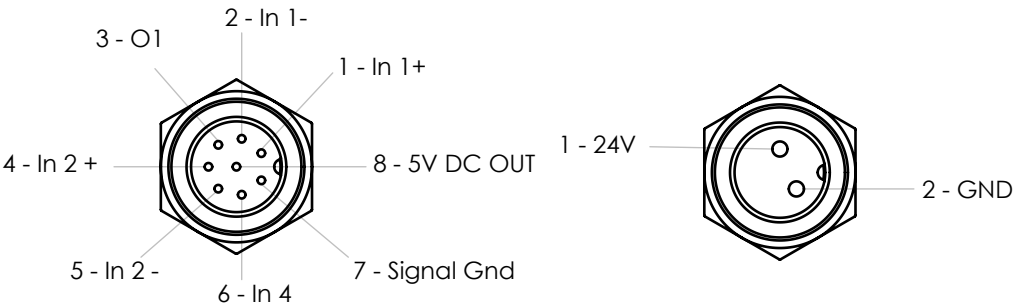 2 - In 1-
3 - O1
1 - In 1+
4 - In 2 +
8 - 5V DC OUT
5 - In 2 -
7 - Signal Gnd
6 - In 4
1 - 24V
2 - GND